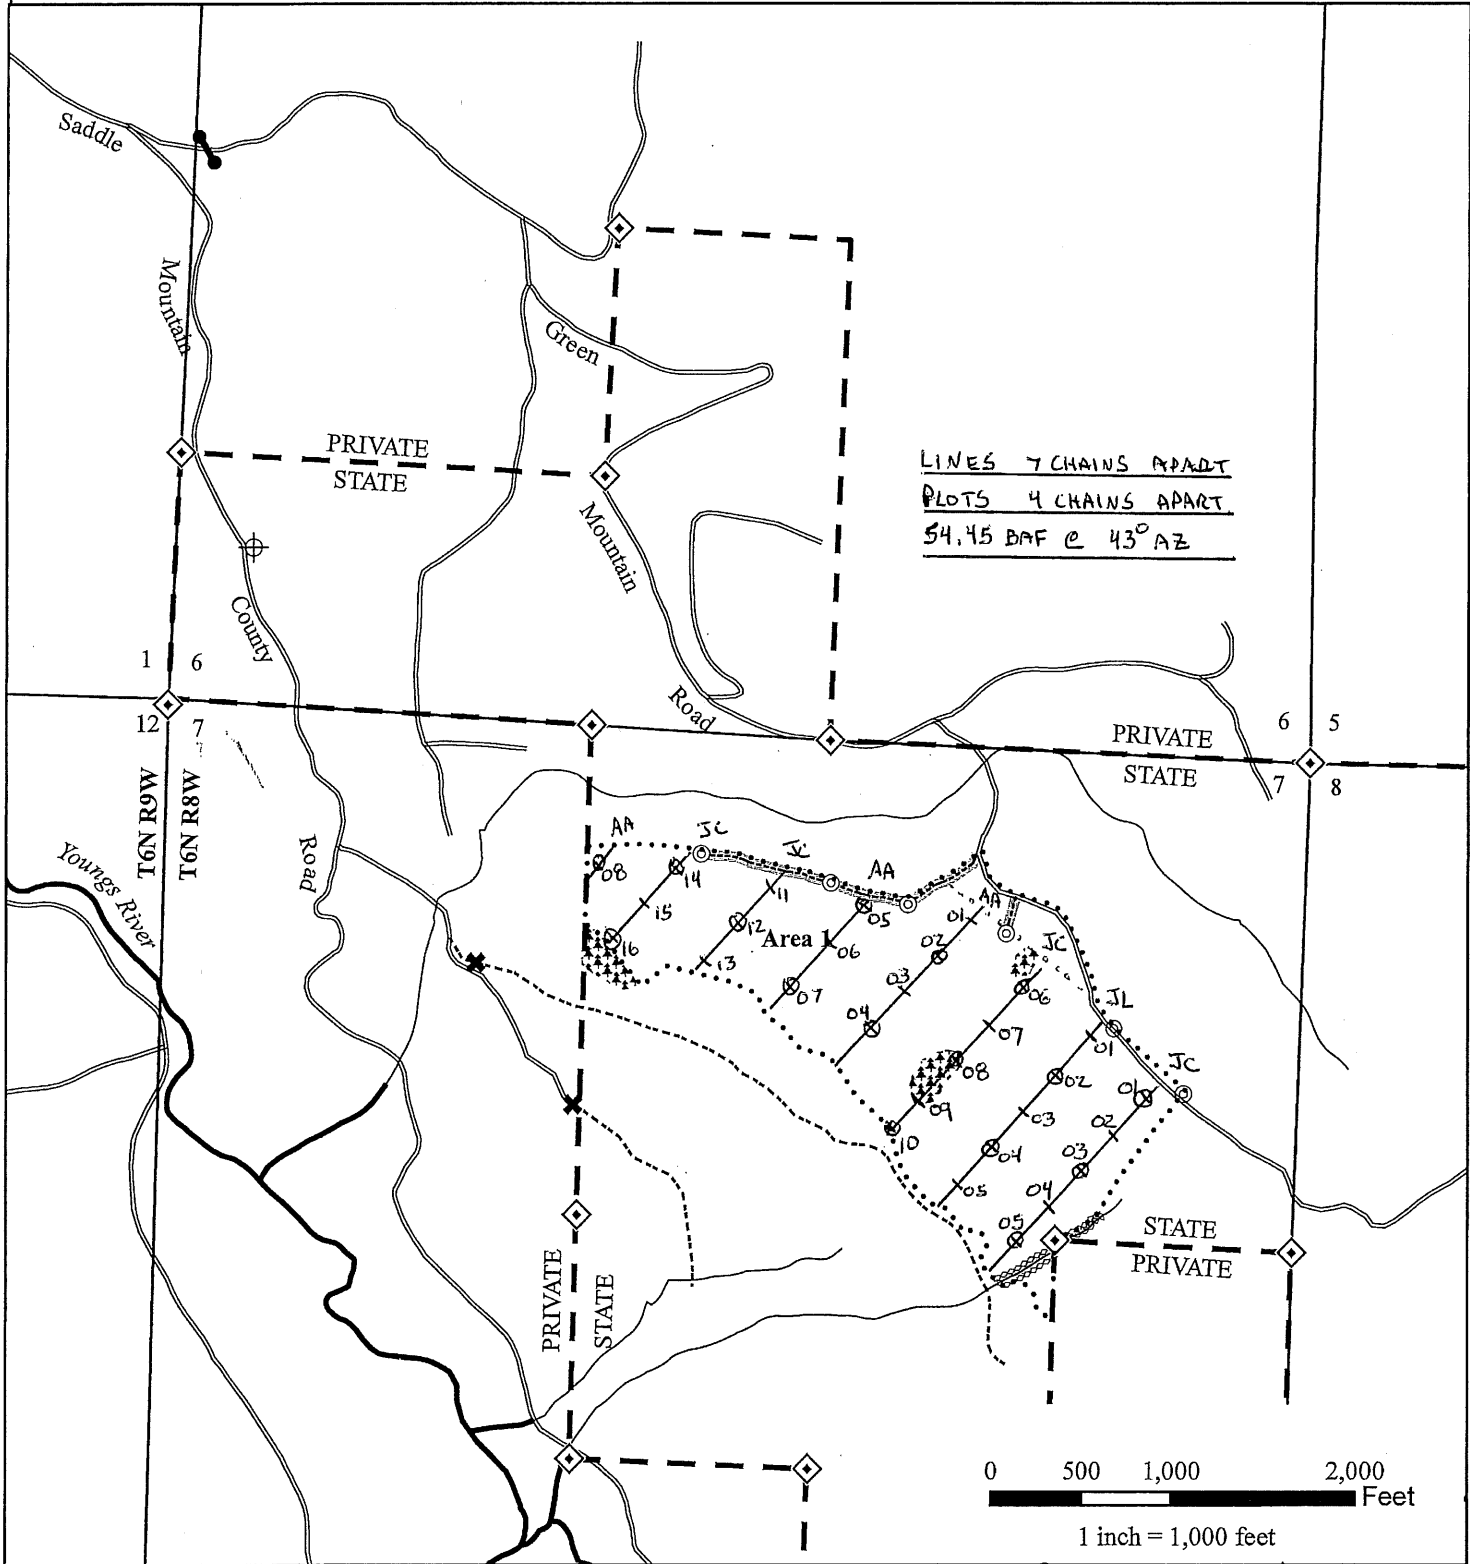 Saddle
Mountain
Green
PRIVATE
STATE
LINES 7 CHAINS APART
PLOTS 4 CHAINS APART
54.45 BAF @ 43° AZ
Mountain
County
1 6
12 7
Road
PRIVATE
STATE
6 5
7 8
T6N R9W
T6N R8W
Youngs River
Road
AA
JC
JC
AA
AA
JC
JL
JC
08
14
15
16
11
12
13
Area 1
05
06
07
01
02
03
04
06
07
08
09
10
01
02
03
04
05
01
02
03
04
05
STATE
PRIVATE
PRIVATE
STATE
0 500 1,000 2,000
Feet
1 inch = 1,000 feet